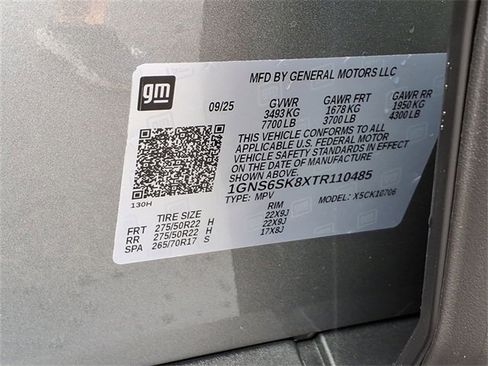 MFD BY GENERAL MOTORS LLC
gm
09/25 GVWR GAWR FRT GAWR RR
3493 KG 1678 KG 1950 KG
7700 LB 3700 LB 4300 LB
THIS VEHICLE CONFORMS TO ALL
APPLICABLE U.S. FEDERAL MOTOR
VEHICLE SAFETY STANDARDS IN EFFECT
ON THE DATE OF MANUFACTURE
SHOWN ABOVE.
1GNS6SK8XTR110485
130H TYPE: MPV MODEL: X5CK10706
TIRE SIZE RIM
FRT 275/50R22 H 22X9J
RR 275/50R22 H 22X9J
SPA 265/70R17 S 17X8J